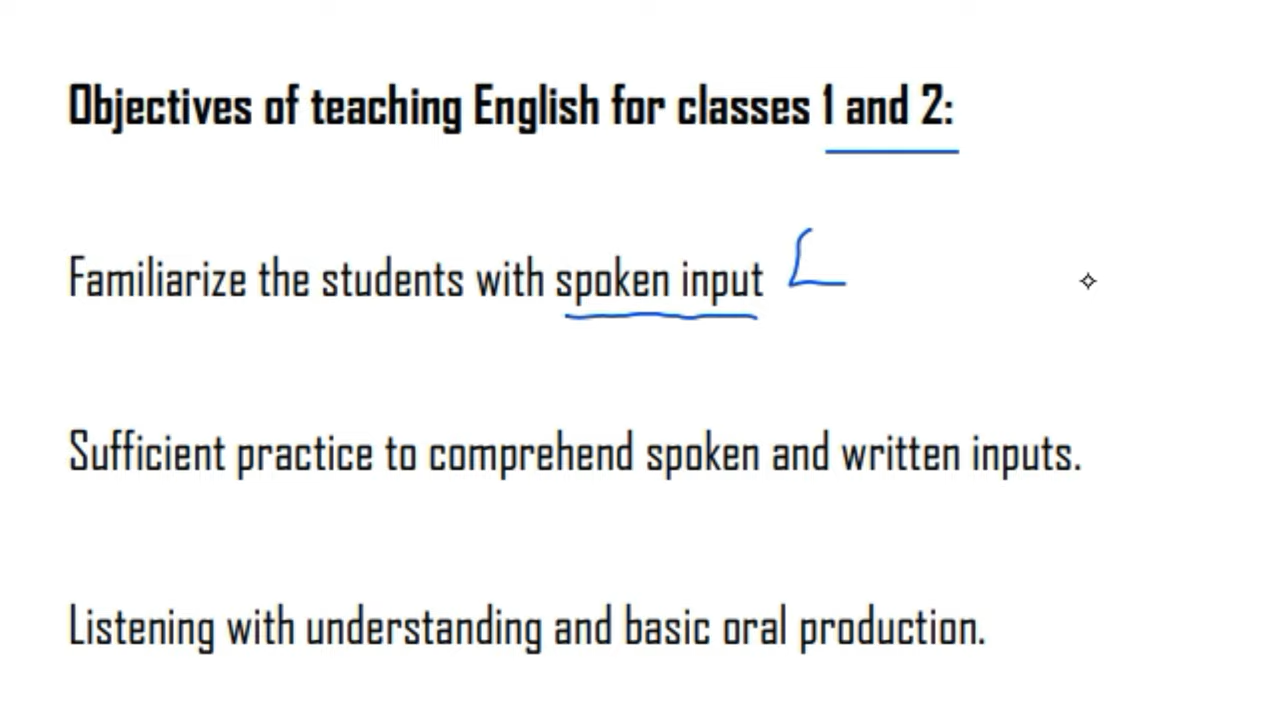 Objectives of teaching English for classes 1 and 2:
Familiarize the students with spoken input L
Sufficient practice to comprehend spoken and written inputs.
Listening with understanding and basic oral production.